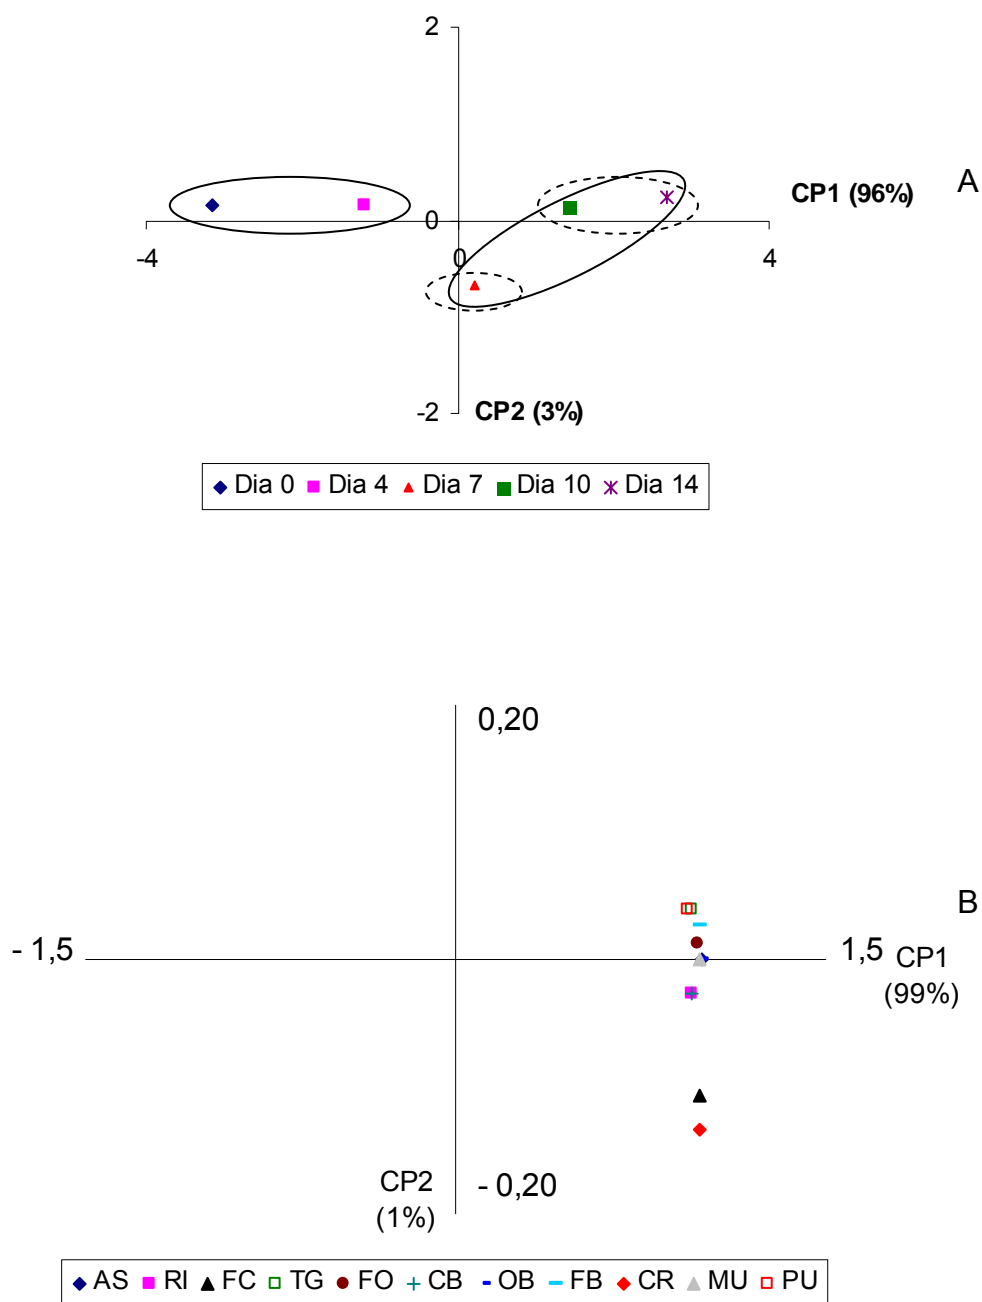 2
A
CP1 (96%)
0
-4
0
4
-2
CP2 (3%)
Dia 0 Dia 4 Dia 7 Dia 10 Dia 14
0,20
B
- 1,5
1,5
CP1
(99%)
CP2
(1%)
- 0,20
AS RI FC TG FO CB OB FB CR MU PU